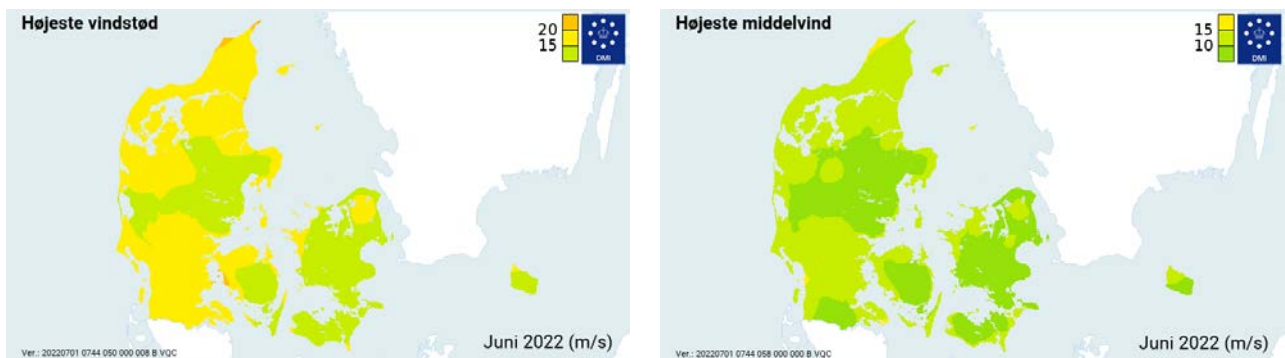 Højeste vindstød
20
15
DMI
Juni 2022 (m/s)
Ver.: 20220701 0744 050 000 008 B VQC
Højeste middelvind
15
10
DMI
Juni 2022 (m/s)
Ver.: 20220701 0744 058 000 000 B VQC